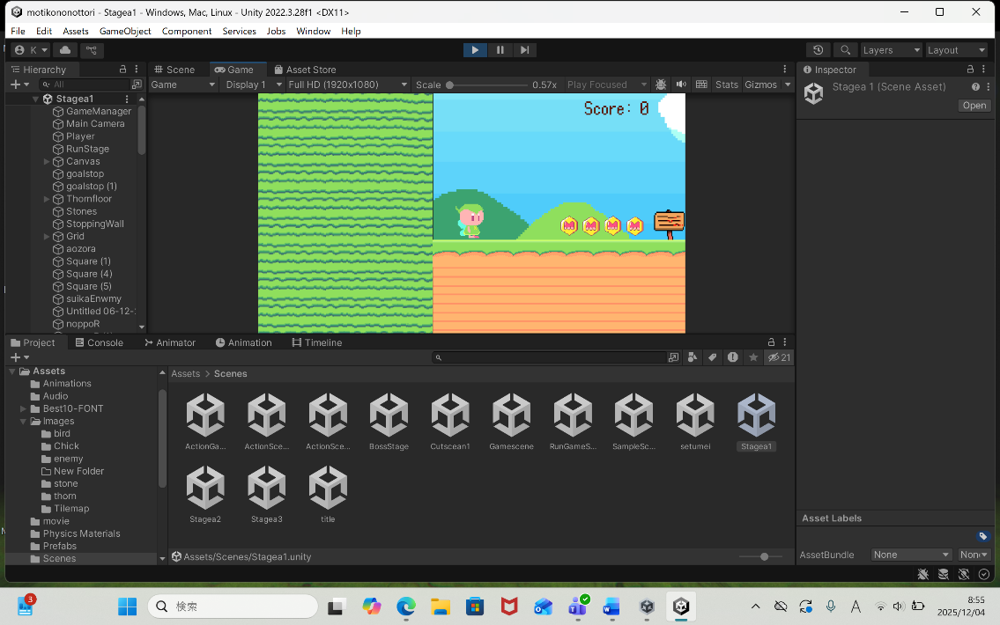 motikononottori - Stagea1 - Windows, Mac, Linux - Unity 2022.3.28f1 <DX11>
File Edit Assets GameObject Component Services Jobs Window Help
K Layers Layout
Hierarchy Scene Game Asset Store Inspector
All Game Display 1 Full HD (1920x1080) Scale 0.57x Play Focused Stats Gizmos
Stagea1
GameManager
Main Camera
Player
RunStage
Canvas
goalstop
goalstop (1)
Thornfloor
Stones
StoppingWall
Grid
aozora
Square (1)
Square (4)
Square (5)
suikaEnwmy
Untitled 06-12-
noppoR
Score: 0
Stagea 1 (Scene Asset)
Open
Project Console Animator Animation Timeline
21
Assets
Animations
Audio
Best10-FONT
Images
bird
Chick
enemy
New Folder
stone
thorn
Tilemap
movie
Physics Materials
Prefabs
Scenes
Assets > Scenes
ActionGa... ActionSce... ActionSce... BossStage Cutscean1 Gamescene RunGameS... SampleSc... setumei Stagea1
Stagea2 Stagea3 title
Assets/Scenes/Stagea1.unity
Asset Labels
AssetBundle None None
3
検索
A
8:55
2025/12/04